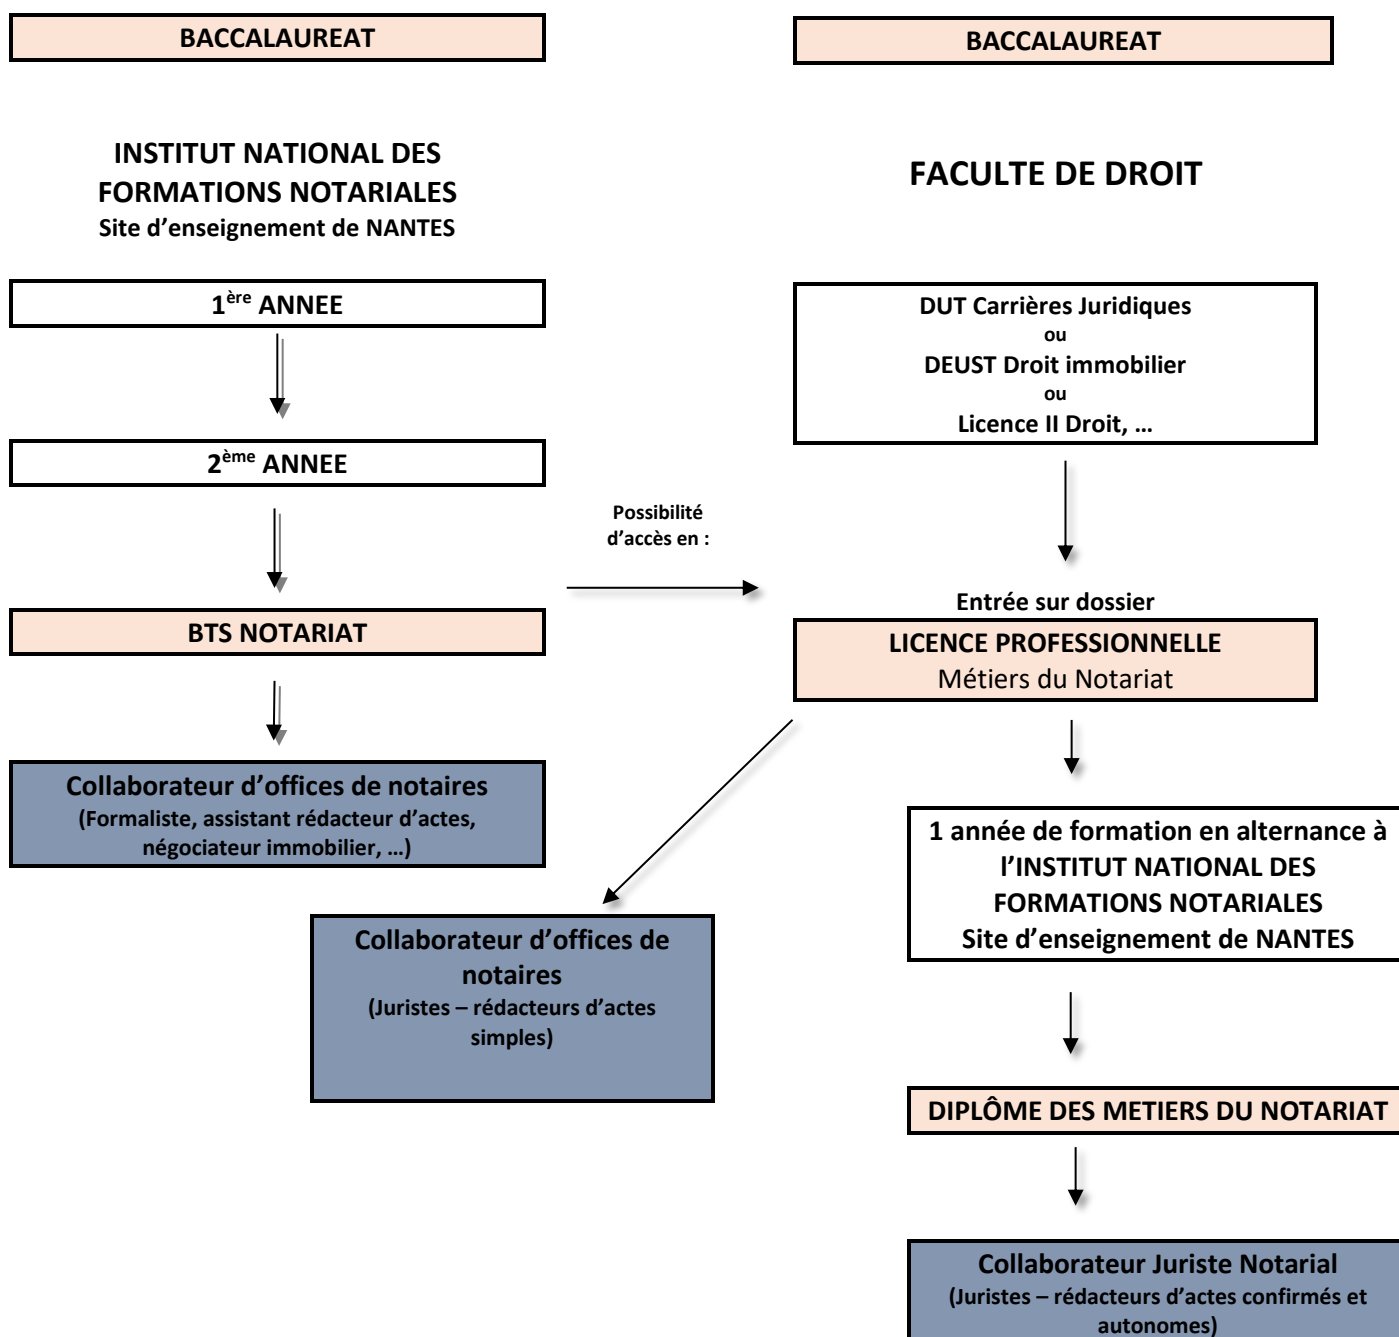 BACCALAUREAT
INSTITUT NATIONAL DES
FORMATIONS NOTARIALES
Site d’enseignement de NANTES
1ère ANNEE
2ème ANNEE
BTS NOTARIAT
Collaborateur d’offices de notaires
(Formaliste, assistant rédacteur d’actes,
négociateur immobilier, …)
Possibilité
d’accès en :
BACCALAUREAT
FACULTE DE DROIT
DUT Carrières Juridiques
ou
DEUST Droit immobilier
ou
Licence II Droit, …
Entrée sur dossier
LICENCE PROFESSIONNELLE
Métiers du Notariat
Collaborateur d’offices de
notaires
(Juristes – rédacteurs d’actes
simples)
1 année de formation en alternance à
l’INSTITUT NATIONAL DES
FORMATIONS NOTARIALES
Site d’enseignement de NANTES
DIPLÔME DES METIERS DU NOTARIAT
Collaborateur Juriste Notarial
(Juristes – rédacteurs d’actes confirmés et
autonomes)